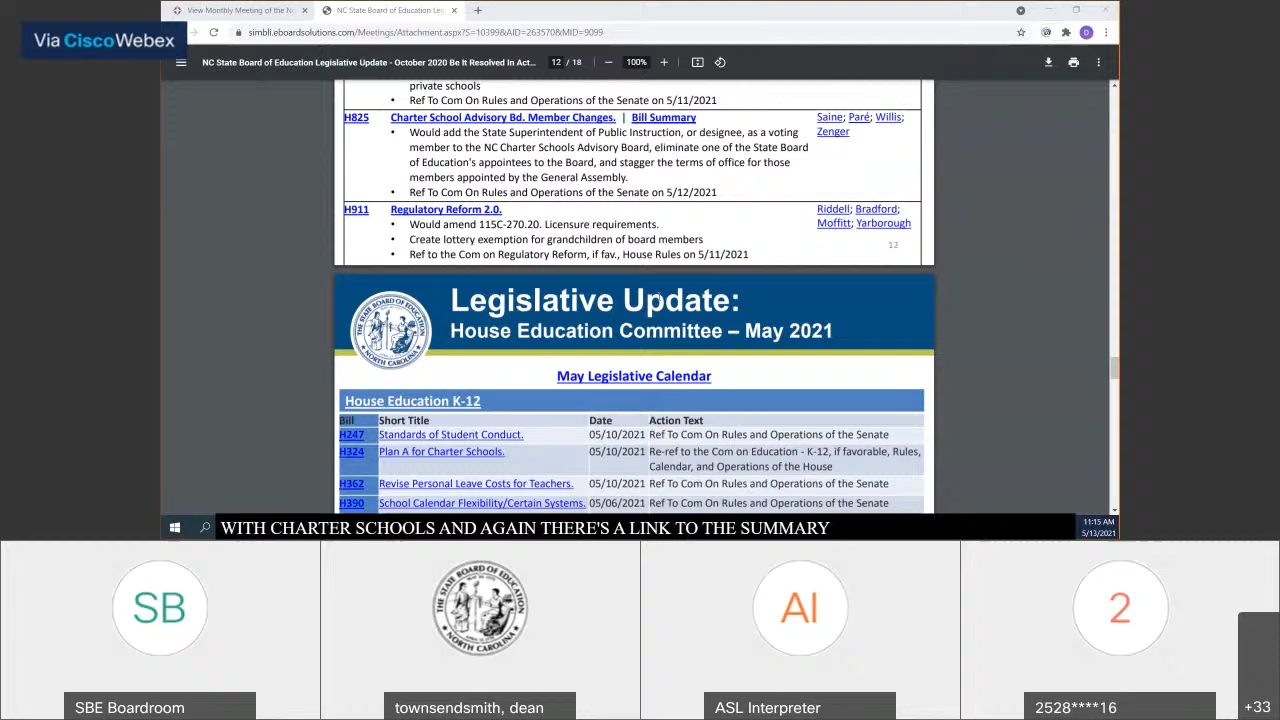 View Monthly Meeting of the N
NC State Board of Education Leg
Via Cisco Webex
simbli.eboardsolutions.com/Meetings/Attachment.aspx?S=10399&AID=263570&MID=9099
NC State Board of Education Legislative Update - October 2020 Be It Resolved In Act...
12 / 18
100%
private schools
• Ref To Com On Rules and Operations of the Senate on 5/11/2021
H825 Charter School Advisory Bd. Member Changes. | Bill Summary Saine; Paré; Willis;
Zenger
• Would add the State Superintendent of Public Instruction, or designee, as a voting
member to the NC Charter Schools Advisory Board, eliminate one of the State Board
of Education's appointees to the Board, and stagger the terms of office for those
members appointed by the General Assembly.
• Ref To Com On Rules and Operations of the Senate on 5/12/2021
H911 Regulatory Reform 2.0. Riddell; Bradford;
Moffitt; Yarborough
• Would amend 115C-270.20. Licensure requirements.
• Create lottery exemption for grandchildren of board members
• Ref to the Com on Regulatory Reform, if fav., House Rules on 5/11/2021
12
THE STATE BOARD OF EDUCATION
NORTH CAROLINA
Legislative Update:
House Education Committee – May 2021
May Legislative Calendar
House Education K-12
Bill Short Title Date Action Text
H247 Standards of Student Conduct. 05/10/2021 Ref To Com On Rules and Operations of the Senate
H324 Plan A for Charter Schools. 05/10/2021 Re-ref to the Com on Education - K-12, if favorable, Rules,
Calendar, and Operations of the House
H362 Revise Personal Leave Costs for Teachers. 05/10/2021 Ref To Com On Rules and Operations of the Senate
H390 School Calendar Flexibility/Certain Systems. 05/06/2021 Ref To Com On Rules and Operations of the Senate
WITH CHARTER SCHOOLS AND AGAIN THERE'S A LINK TO THE SUMMARY
11:15 AM
5/13/2021
SB
THE STATE BOARD OF EDUCATION
NORTH CAROLINA
AI
2
SBE Boardroom
townsendsmith, dean
ASL Interpreter
2528****16
+33